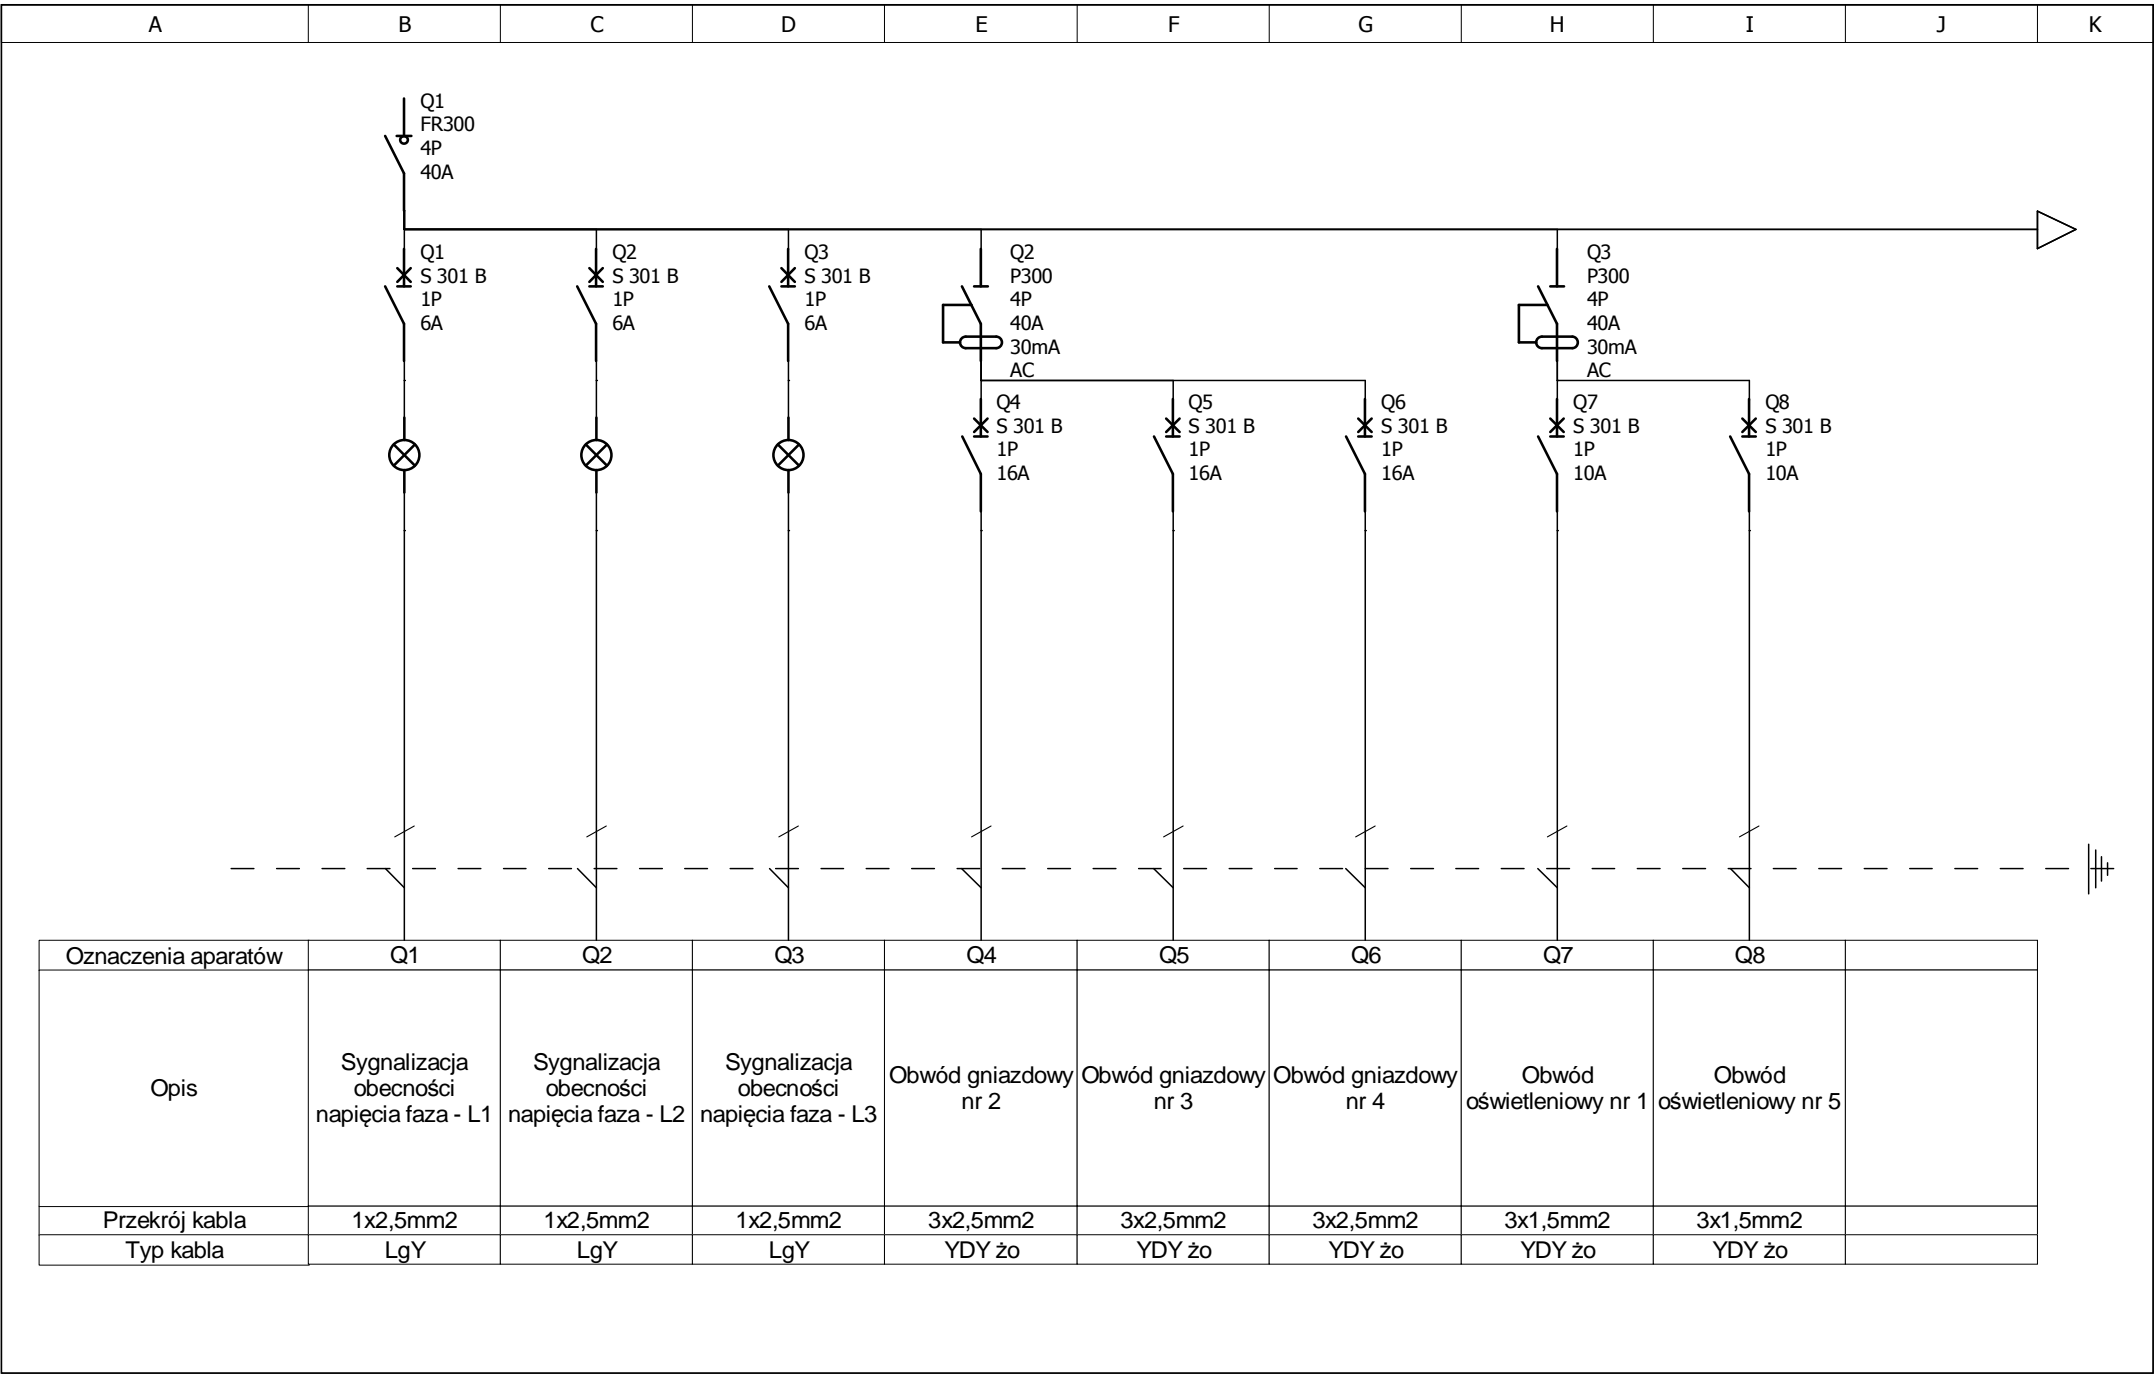 A B C D E F G H I J K
Q1
FR300
4P
40A
Q1
S 301 B
1P
6A
Q2
S 301 B
1P
6A
Q3
S 301 B
1P
6A
Q2
P300
4P
40A
30mA
AC
Q3
P300
4P
40A
30mA
AC
Q4
S 301 B
1P
16A
Q5
S 301 B
1P
16A
Q6
S 301 B
1P
16A
Q7
S 301 B
1P
10A
Q8
S 301 B
1P
10A
Oznaczenia aparatów Q1 Q2 Q3 Q4 Q5 Q6 Q7 Q8
Opis
Sygnalizacja
obecności
napięcia faza - L1
Sygnalizacja
obecności
napięcia faza - L2
Sygnalizacja
obecności
napięcia faza - L3
Obwód gniazdowy
nr 2
Obwód gniazdowy
nr 3
Obwód gniazdowy
nr 4
Obwód
oświetleniowy nr 1
Obwód
oświetleniowy nr 5
Przekrój kabla 1x2,5mm2 1x2,5mm2 1x2,5mm2 3x2,5mm2 3x2,5mm2 3x2,5mm2 3x1,5mm2 3x1,5mm2
Typ kabla LgY LgY LgY YDY żo YDY żo YDY żo YDY żo YDY żo